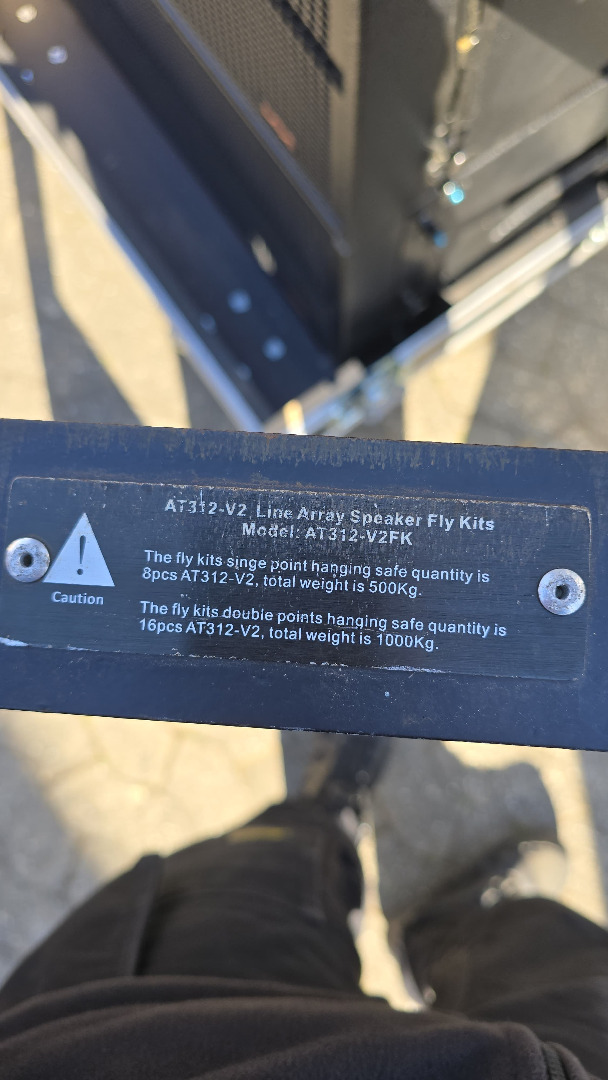 AT312-V2 Line Array Speaker Fly Kits
Model: AT312-V2FK
The fly kits singe point hanging safe quantity is
8pcs AT312-V2, total weight is 500Kg.
Caution
The fly kits double points hanging safe quantity is
16pcs AT312-V2, total weight is 1000Kg.